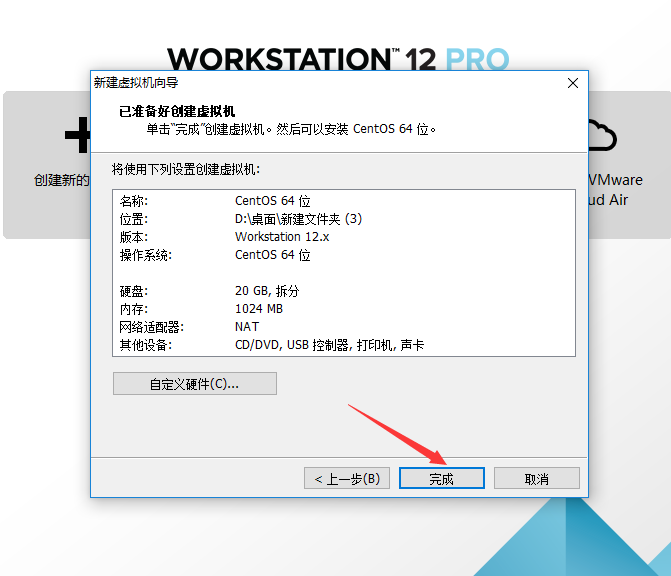 WORKSTATION™ 12 PRO
新建虚拟机向导
已准备好创建虚拟机
单击“完成”创建虚拟机。然后可以安装 CentOS 64 位。
创建新的
VMware
ud Air
将使用下列设置创建虚拟机:
名称: CentOS 64 位
位置: D:\桌面\新建文件夹 (3)
版本: Workstation 12.x
操作系统: CentOS 64 位
硬盘: 20 GB, 拆分
内存: 1024 MB
网络适配器: NAT
其他设备: CD/DVD, USB 控制器, 打印机, 声卡
自定义硬件(C)...
< 上一步(B)
完成
取消